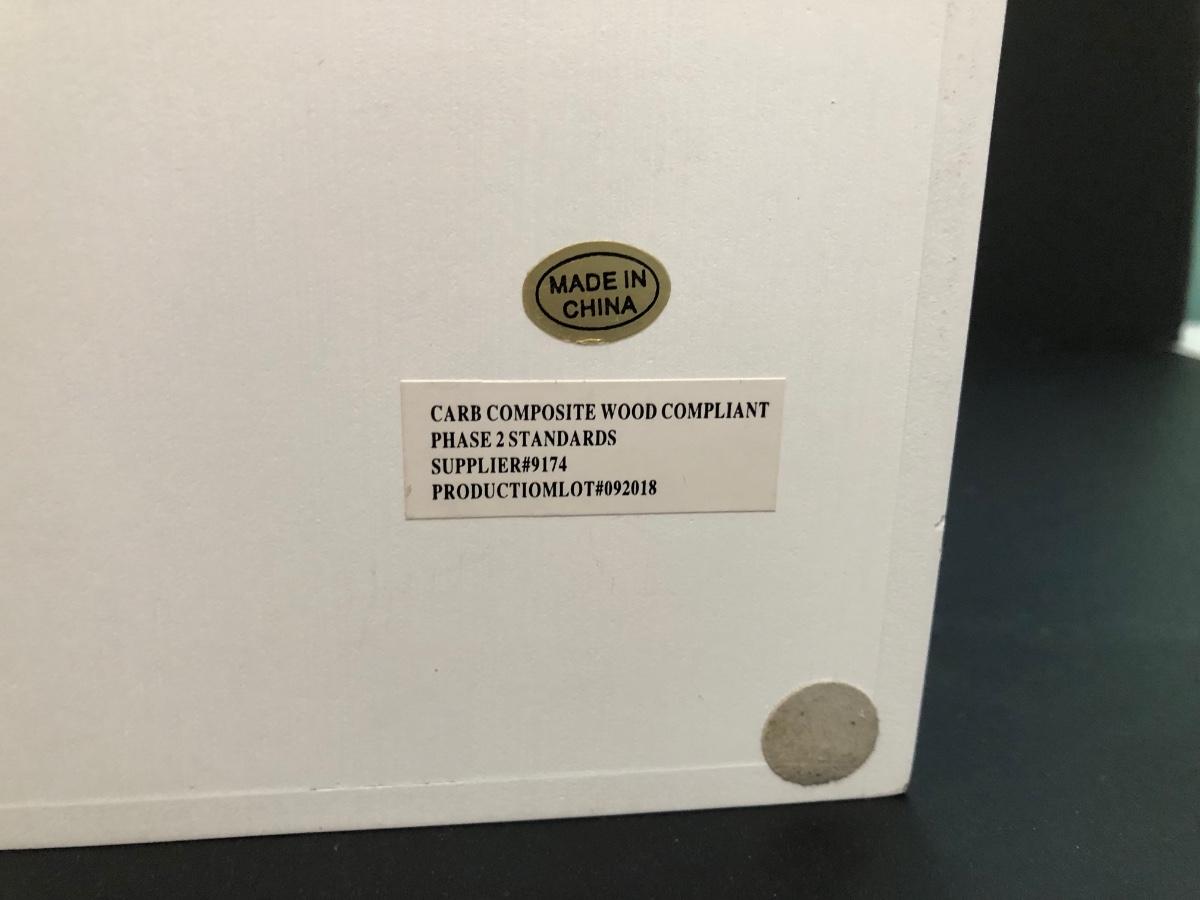 MADE IN
CHINA
CARB COMPOSITE WOOD COMPLIANT
PHASE 2 STANDARDS
SUPPLIER#9174
PRODUCTIOMLOT#092018